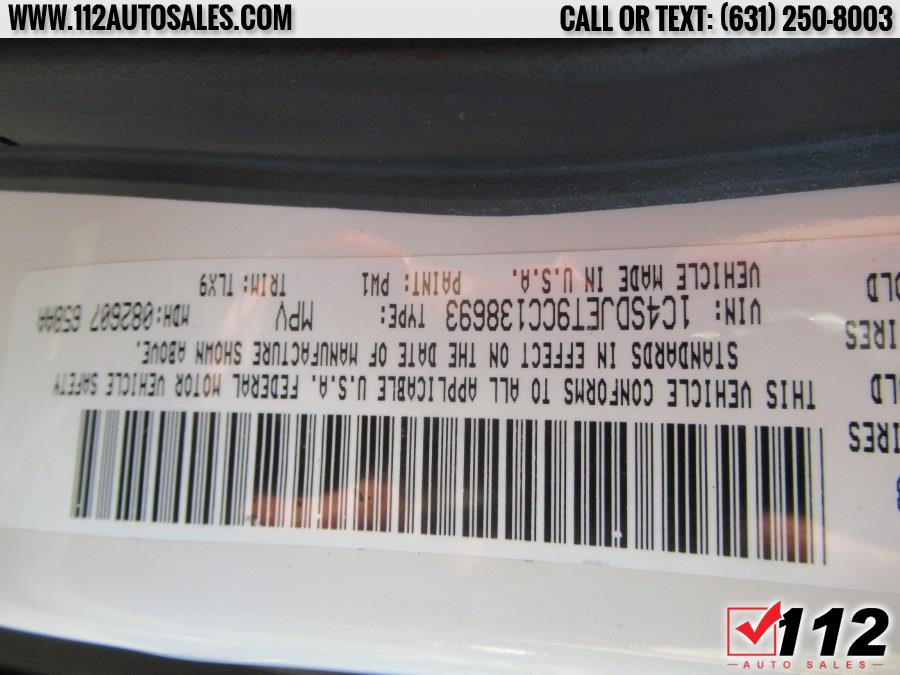 WWW.112AUTOSALES.COM
CALL OR TEXT: (631) 250-8003
THIS VEHICLE CONFORMS TO ALL APPLICABLE U.S.A. FEDERAL MOTOR VEHICLE SAFETY
STANDARDS IN EFFECT ON THE DATE OF MANUFACTURE SHOWN ABOVE.
VIN: 1C4SDJET9CC138693 TYPE: MPV MDH: 082607 658AA
VEHICLE MADE IN U.S.A. PAINT: PW1 TRIM: TLX9
112
AUTO SALES